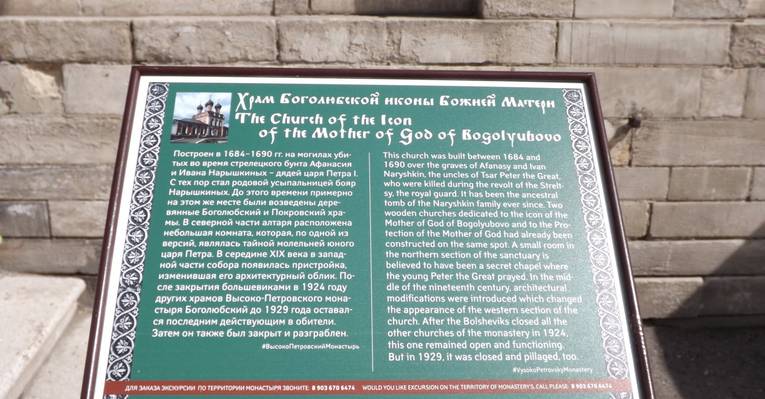 Храм Боголюбской иконы Божией Матери
The Church of the Icon
of the Mother of God of Bogolyubovo
Построен в 1684–1690 гг. на могилах уби-
тых во время стрелецкого бунта Афанасия
и Ивана Нарышкиных – дядей царя Петра I.
С тех пор стал родовой усыпальницей бояр
Нарышкиных. До этого времени примерно
на этом же месте были возведены дере-
вянные Боголюбский и Покровский хра-
мы. В северной части алтаря расположена
небольшая комната, которая, по одной из
версий, являлась тайной молельней юного
царя Петра. В середине XIX века в запад-
ной части собора появилась пристройка,
изменившая его архитектурный облик. По-
сле закрытия большевиками в 1924 году
других храмов Высоко-Петровского мона-
стыря Боголюбский до 1929 года оставал-
ся последним действующим в обители.
Затем он также был закрыт и разграблен.
#ВысокоПетровскийМонастырь
This church was built between 1684 and
1690 over the graves of Afanasy and Ivan
Naryshkin, the uncles of Tsar Peter the Great,
who were killed during the revolt of the Strelt-
sy, the royal guard. It has been the ancestral
tomb of the Naryshkin family ever since. Two
wooden churches dedicated to the icon of the
Mother of God of Bogolyubovo and to the Pro-
tection of the Mother of God had already been
constructed on the same spot. A small room in
the northern section of the sanctuary is
believed to have been a secret chapel where
the young Peter the Great prayed. In the mid-
dle of the nineteenth century, architectural
modifications were introduced which changed
the appearance of the western section of the
church. After the Bolsheviks closed all the
other churches of the monastery in 1924,
this one remained open and functioning.
But in 1929, it was closed and pillaged, too.
#VysokoPetrovskyMonastery
ДЛЯ ЗАКАЗА ЭКСКУРСИИ ПО ТЕРРИТОРИИ МОНАСТЫРЯ ЗВОНИТЕ: 8 903 670 6474 WOULD YOU LIKE EXCURSION ON THE TERRITORY OF MONASTERY'S, CALL PLEASE: 8 903 670 6474